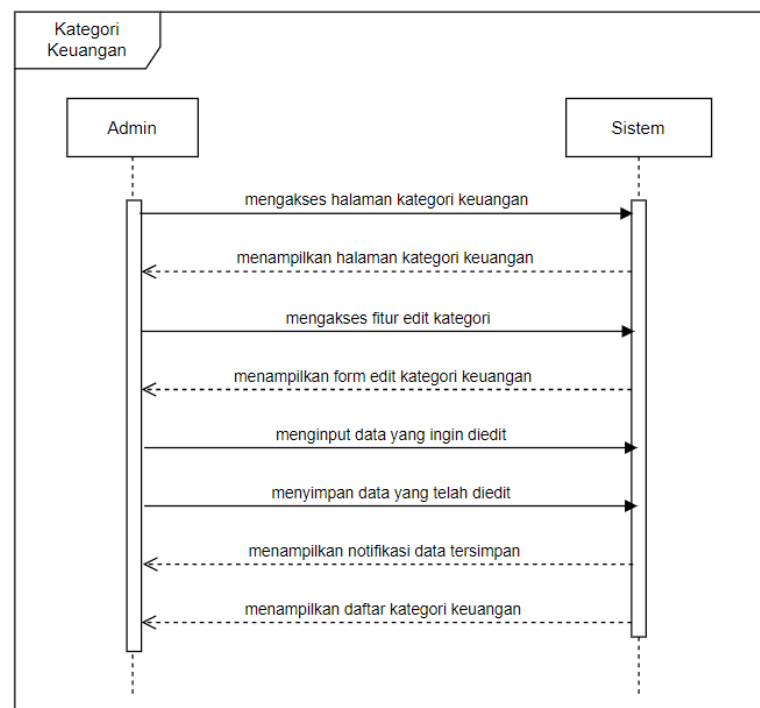 Kategori
Keuangan
Admin
Sistem
mengakses halaman kategori keuangan
menampilkan halaman kategori keuangan
mengakses fitur edit kategori
menampilkan form edit kategori keuangan
menginput data yang ingin diedit
menyimpan data yang telah diedit
menampilkan notifikasi data tersimpan
menampilkan daftar kategori keuangan